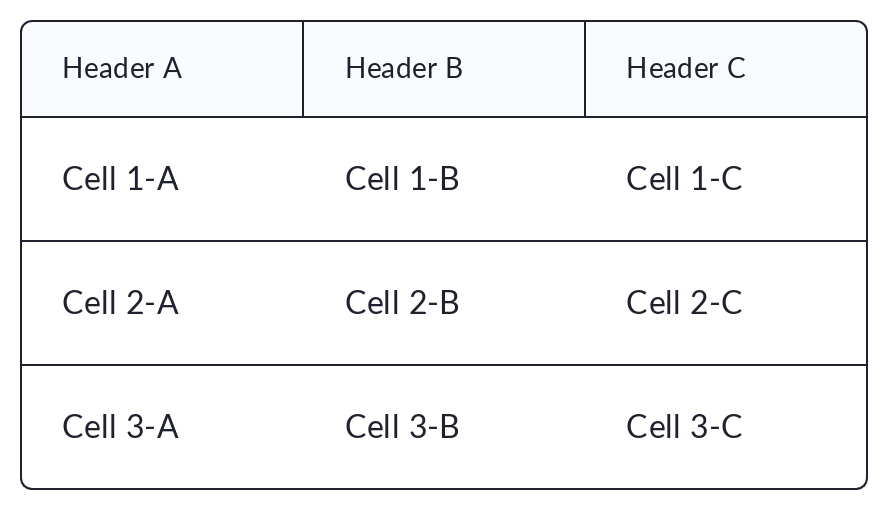 Header A Header B Header C
Cell 1-A Cell 1-B Cell 1-C
Cell 2-A Cell 2-B Cell 2-C
Cell 3-A Cell 3-B Cell 3-C